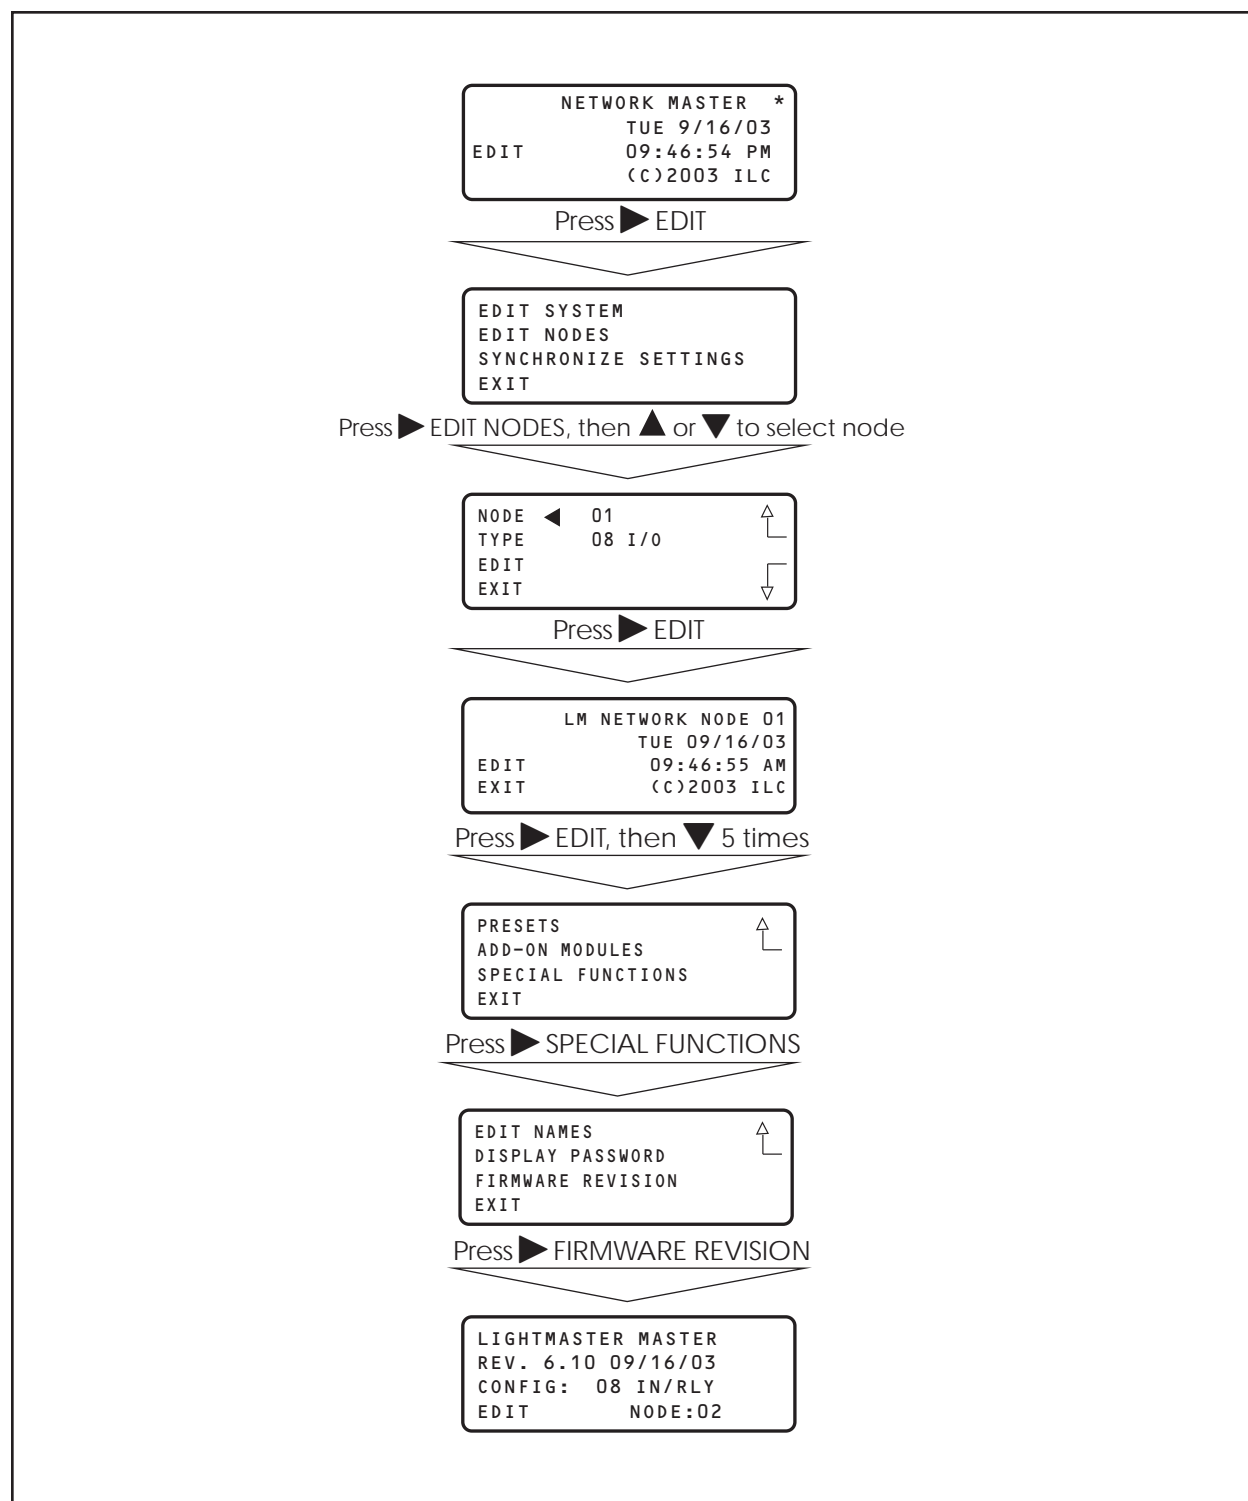 NETWORK MASTER *
TUE 9/16/03
EDIT 09:46:54 PM
(C)2003 ILC
Press ▶ EDIT
EDIT SYSTEM
EDIT NODES
SYNCHRONIZE SETTINGS
EXIT
Press ▶ EDIT NODES, then ▲ or ▼ to select node
NODE ◀ 01
TYPE 08 I/O
EDIT
EXIT
Press ▶ EDIT
LM NETWORK NODE 01
TUE 09/16/03
EDIT 09:46:55 AM
EXIT (C)2003 ILC
Press ▶ EDIT, then ▼ 5 times
PRESETS
ADD-ON MODULES
SPECIAL FUNCTIONS
EXIT
Press ▶ SPECIAL FUNCTIONS
EDIT NAMES
DISPLAY PASSWORD
FIRMWARE REVISION
EXIT
Press ▶ FIRMWARE REVISION
LIGHTMASTER MASTER
REV. 6.10 09/16/03
CONFIG: 08 IN/RLY
EDIT NODE:02